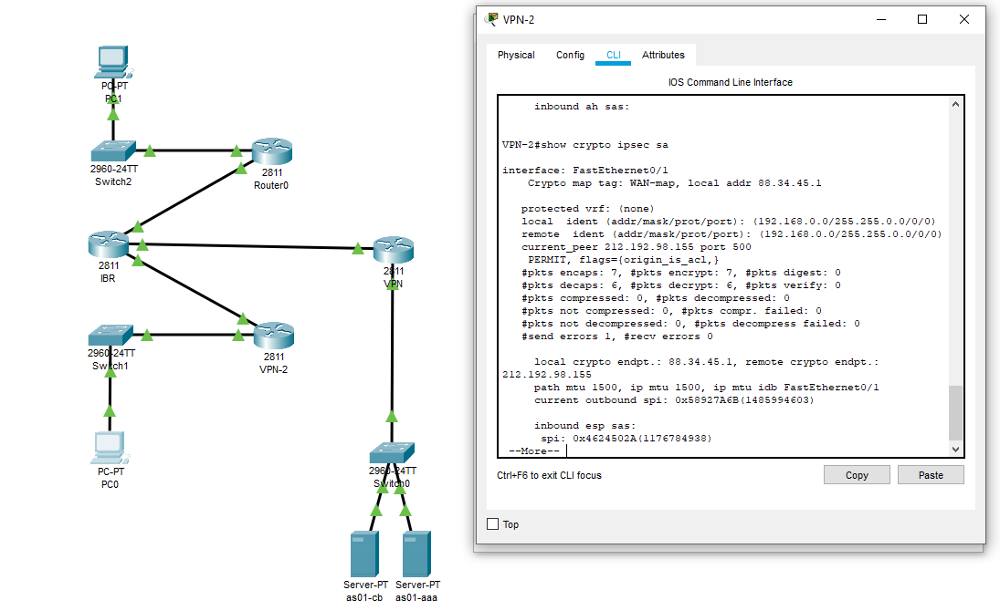 PC-PT
PC1
2960-24TT
Switch2
2811
Router0
2811
IBR
2811
VPN
2960-24TT
Switch1
2811
VPN-2
PC-PT
PC0
2960-24TT
Switch0
Server-PT
as01-cb
Server-PT
as01-aaa
VPN-2
Physical Config CLI Attributes
IOS Command Line Interface
inbound ah sas:
VPN-2#show crypto ipsec sa
interface: FastEthernet0/1
Crypto map tag: WAN-map, local addr 88.34.45.1
protected vrf: (none)
local  ident (addr/mask/prot/port): (192.168.0.0/255.255.0.0/0/0)
remote  ident (addr/mask/prot/port): (192.168.0.0/255.255.0.0/0/0)
current_peer 212.192.98.155 port 500
PERMIT, flags={origin_is_acl,}
#pkts encaps: 7, #pkts encrypt: 7, #pkts digest: 0
#pkts decaps: 6, #pkts decrypt: 6, #pkts verify: 0
#pkts compressed: 0, #pkts decompressed: 0
#pkts not compressed: 0, #pkts compr. failed: 0
#pkts not decompressed: 0, #pkts decompress failed: 0
#send errors 1, #recv errors 0
local crypto endpt.: 88.34.45.1, remote crypto endpt.:
212.192.98.155
path mtu 1500, ip mtu 1500, ip mtu idb FastEthernet0/1
current outbound spi: 0x58927A6B(1485994603)
inbound esp sas:
spi: 0x4624502A(1176784938)
--More--
Ctrl+F6 to exit CLI focus
Copy Paste
Top